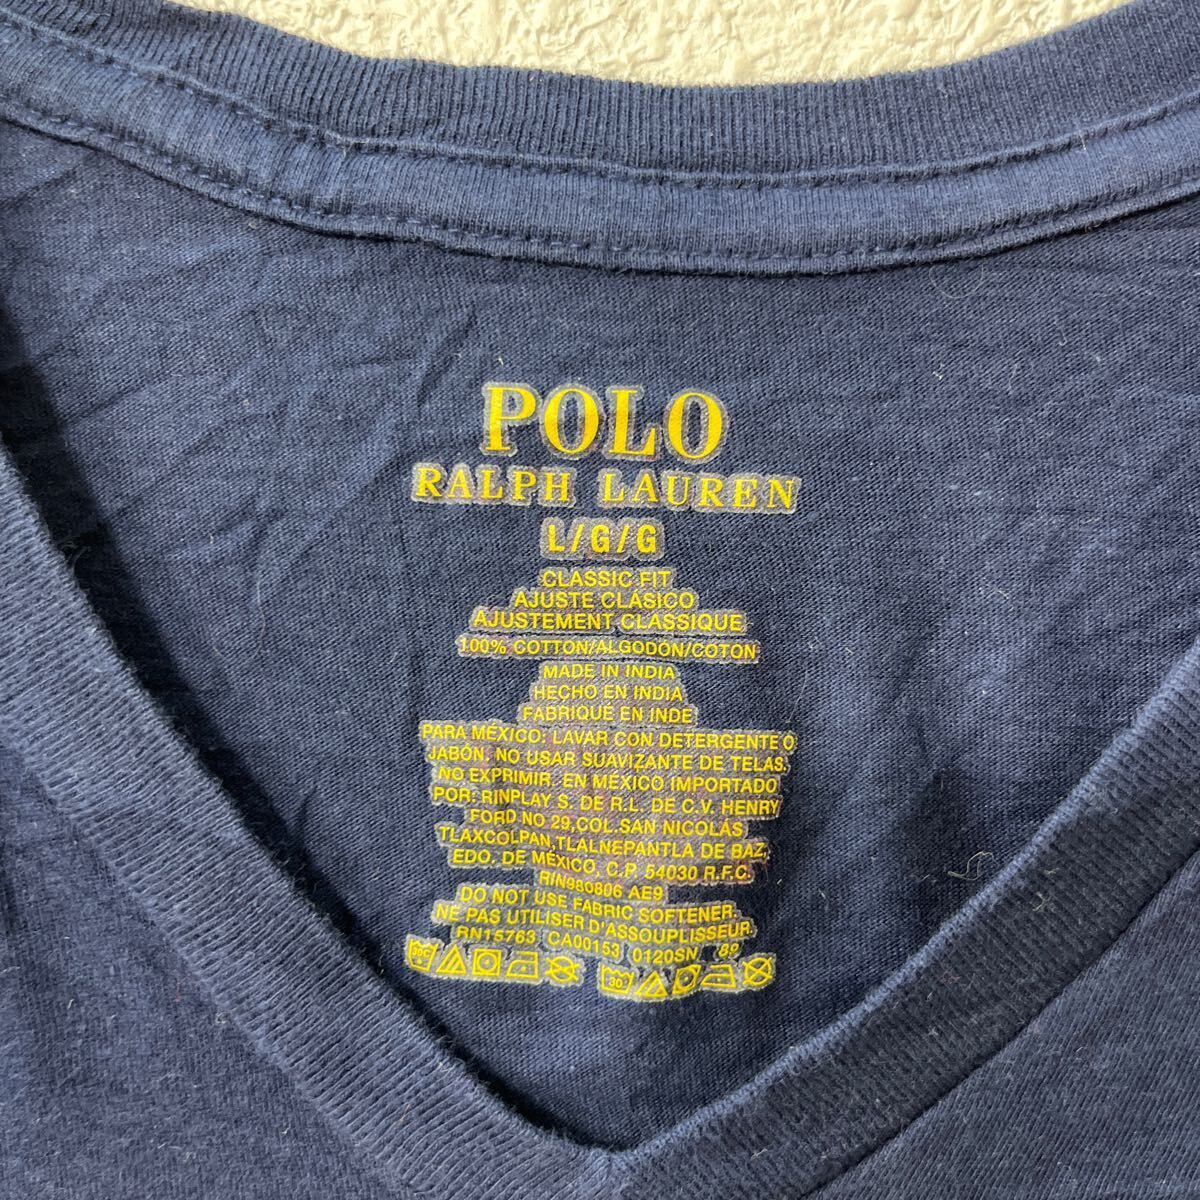 POLO
RALPH LAUREN
L/G/G
CLASSIC FIT
AJUSTE CLÁSICO
AJUSTEMENT CLASSIQUE
100% COTTON/ALGODON/COTON
MADE IN INDIA
HECHO EN INDIA
FABRIQUÉ EN INDE
PARA MÉXICO: LAVAR CON DETERGENTE O
JABÓN. NO USAR SUAVIZANTE DE TELAS.
NO EXPRIMIR. EN MÉXICO IMPORTADO
POR: RINPLAY S. DE R.L. DE C.V. HENRY
FORD NO 29,COL.SAN NICOLÁS
TLAXCOLPAN,TLALNEPANTLA DE BAZ,
EDO. DE MÉXICO, C.P. 54030 R.F.C.
RIN980806 AE9
DO NOT USE FABRIC SOFTENER.
NE PAS UTILISER D'ASSOUPLISSEUR.
RN15763 CA00153 0120SN
30C 30°